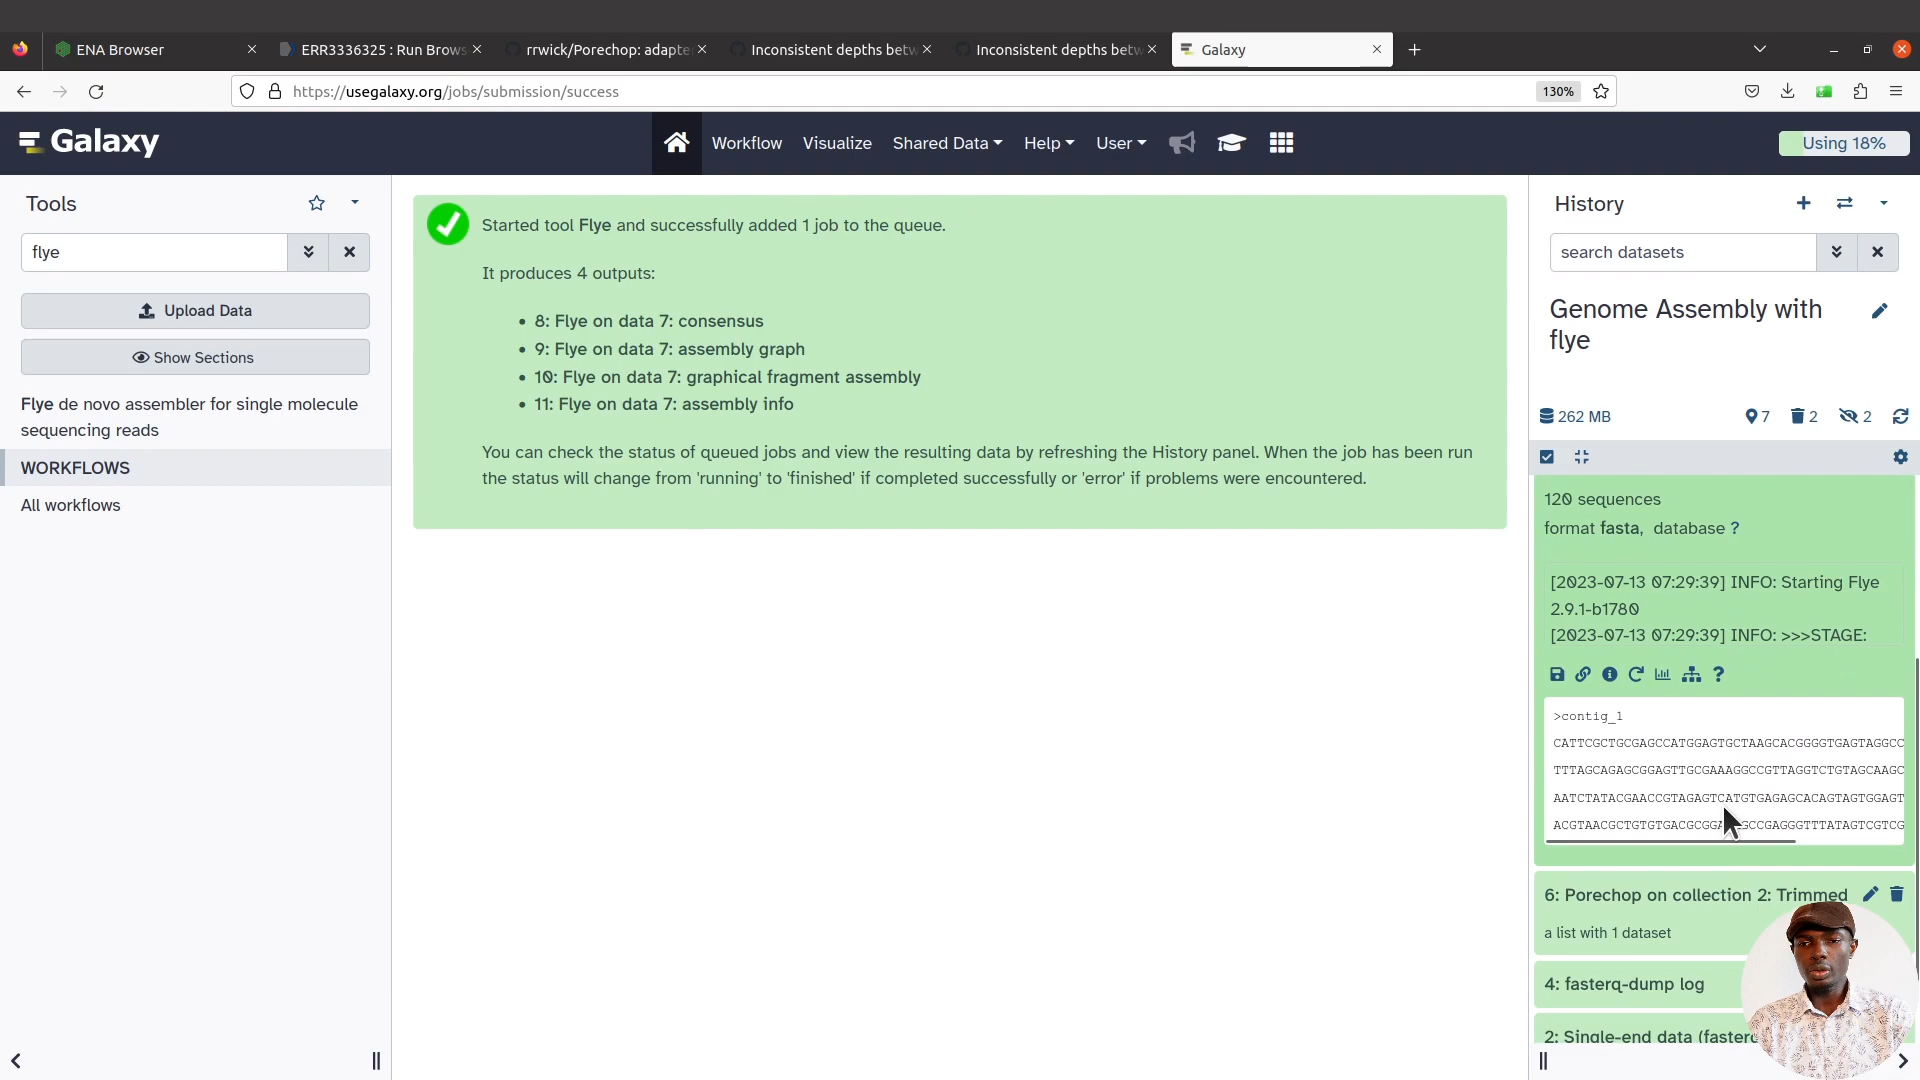 ENA Browser
ERR3336325 : Run Brows
rrwick/Porechop: adapte
Inconsistent depths betw
Inconsistent depths betw
Galaxy
https://usegalaxy.org/jobs/submission/success
130%
Galaxy
Workflow
Visualize
Shared Data
Help
User
Using 18%
Tools
flye
Upload Data
Show Sections
Flye de novo assembler for single molecule
sequencing reads
WORKFLOWS
All workflows
Started tool Flye and successfully added 1 job to the queue.
It produces 4 outputs:
• 8: Flye on data 7: consensus
• 9: Flye on data 7: assembly graph
• 10: Flye on data 7: graphical fragment assembly
• 11: Flye on data 7: assembly info
You can check the status of queued jobs and view the resulting data by refreshing the History panel. When the job has been run
the status will change from 'running' to 'finished' if completed successfully or 'error' if problems were encountered.
History
search datasets
Genome Assembly with
flye
262 MB
7
2
2
120 sequences
format fasta, database ?
[2023-07-13 07:29:39] INFO: Starting Flye
2.9.1-b1780
[2023-07-13 07:29:39] INFO: >>>STAGE:
>contig_1
CATTCGCTGCGAGCCATGGAGTGCTAAGCACGGGGTGAGTAGGCC
TTTAGCAGAGCGGAGTTGCGAAAGGCCGTTAGGTCTGTAGCAAGC
AATCTATACGAACCGTAGAGTCATGTGAGAGCACAGTAGTGGAGT
6: Porechop on collection 2: Trimmed
a list with 1 dataset
4: fasterq-dump log
2: Single-end data (fasterq